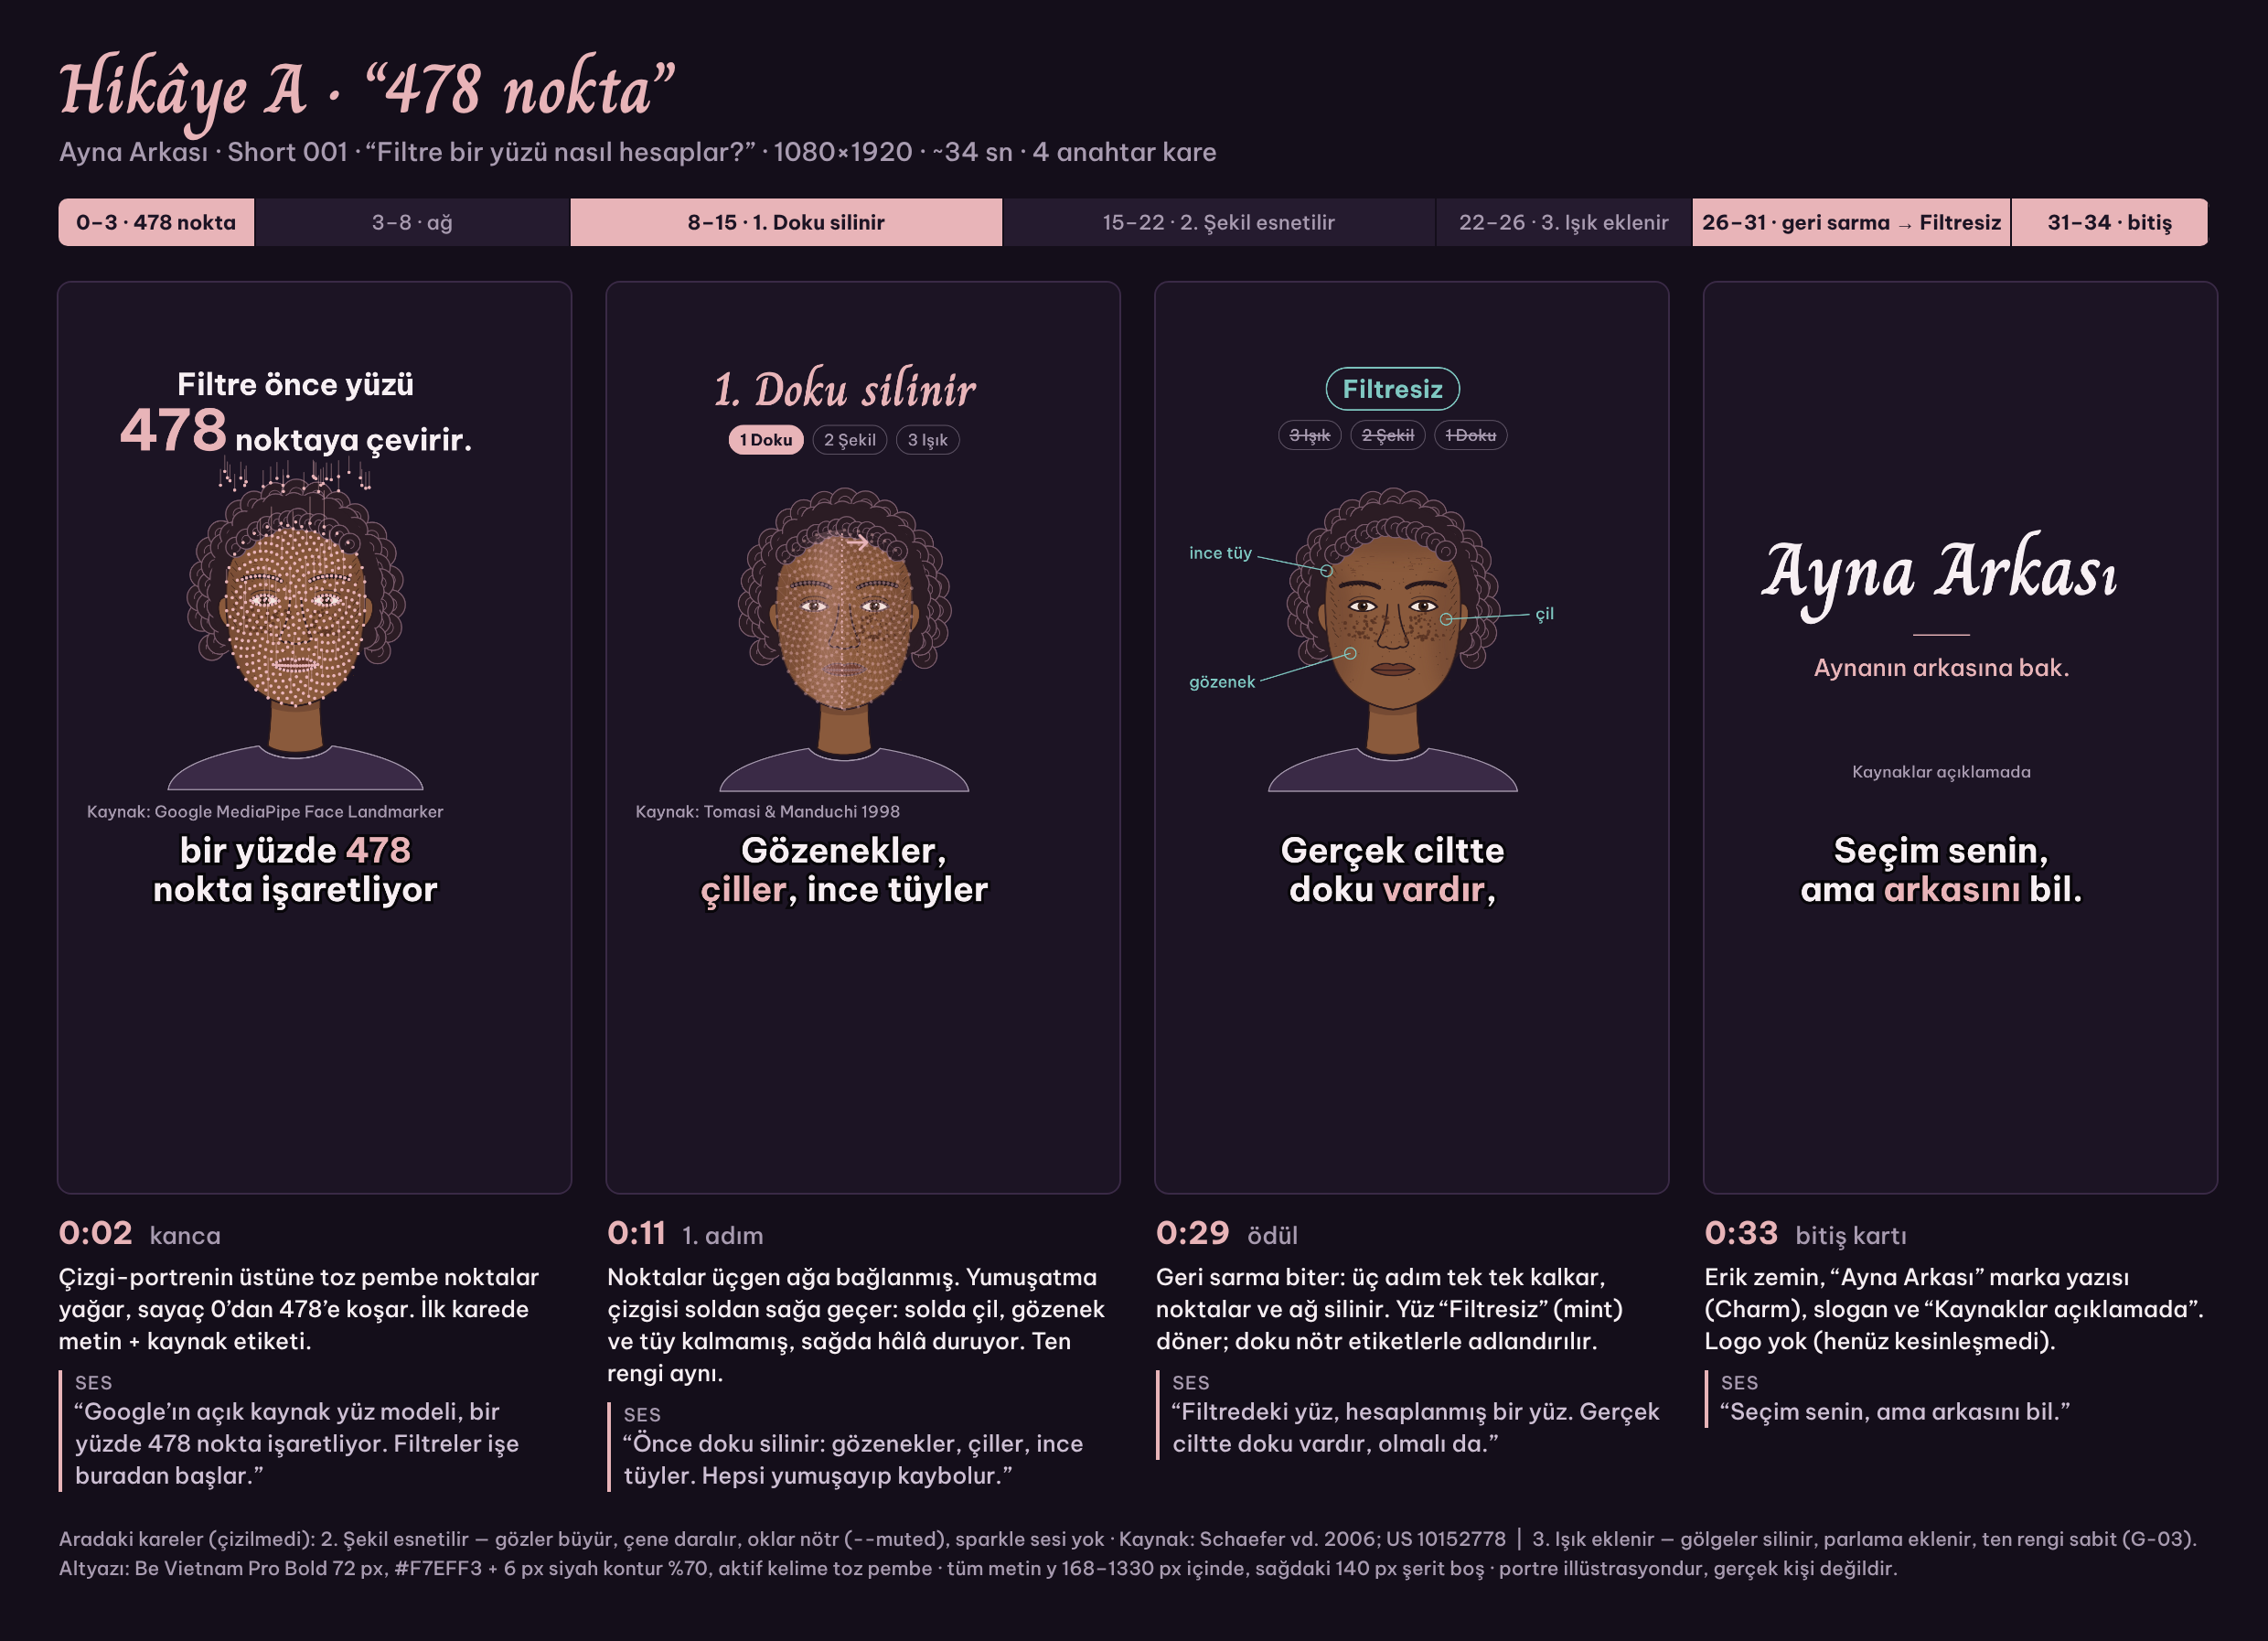 Hikâye A · “478 nokta”
Ayna Arkası · Short 001 · “Filtre bir yüzü nasıl hesaplar?” · 1080×1920 · ~34 sn · 4 anahtar kare
0–3 · 478 nokta
3–8 · ağ
8–15 · 1. Doku silinir
15–22 · 2. Şekil esnetilir
22–26 · 3. Işık eklenir
26–31 · geri sarma → Filtresiz
31–34 · bitiş
Filtre önce yüzü
478 noktaya çevirir.
Kaynak: Google MediaPipe Face Landmarker
bir yüzde 478
nokta işaretliyor
1. Doku silinir
1 Doku
2 Şekil
3 Işık
Kaynak: Tomasi & Manduchi 1998
Gözenekler,
çiller, ince tüyler
Filtresiz
3 Işık
2 Şekil
1 Doku
ince tüy
çil
gözenek
Gerçek ciltte
doku vardır,
Ayna Arkası
Aynanın arkasına bak.
Kaynaklar açıklamada
Seçim senin,
ama arkasını bil.
0:02 kanca
Çizgi-portrenin üstüne toz pembe noktalar
yağar, sayaç 0’dan 478’e koşar. İlk karede
metin + kaynak etiketi.
SES
“Google’ın açık kaynak yüz modeli, bir
yüzde 478 nokta işaretliyor. Filtreler işe
buradan başlar.”
0:11 1. adım
Noktalar üçgen ağa bağlanmış. Yumuşatma
çizgisi soldan sağa geçer: solda çil, gözenek
ve tüy kalmamış, sağda hâlâ duruyor. Ten
rengi aynı.
SES
“Önce doku silinir: gözenekler, çiller, ince
tüyler. Hepsi yumuşayıp kaybolur.”
0:29 ödül
Geri sarma biter: üç adım tek tek kalkar,
noktalar ve ağ silinir. Yüz “Filtresiz” (mint)
döner; doku nötr etiketlerle adlandırılır.
SES
“Filtredeki yüz, hesaplanmış bir yüz. Gerçek
ciltte doku vardır, olmalı da.”
0:33 bitiş kartı
Erik zemin, “Ayna Arkası” marka yazısı
(Charm), slogan ve “Kaynaklar açıklamada”.
Logo yok (henüz kesinleşmedi).
SES
“Seçim senin, ama arkasını bil.”
Aradaki kareler (çizilmedi): 2. Şekil esnetilir — gözler büyür, çene daralır, oklar nötr (--muted), sparkle sesi yok · Kaynak: Schaefer vd. 2006; US 10152778 | 3. Işık eklenir — gölgeler silinir, parlama eklenir, ten rengi sabit (G-03).
Altyazı: Be Vietnam Pro Bold 72 px, #F7EFF3 + 6 px siyah kontur %70, aktif kelime toz pembe · tüm metin y 168–1330 px içinde, sağdaki 140 px şerit boş · portre illüstrasyondur, gerçek kişi değildir.